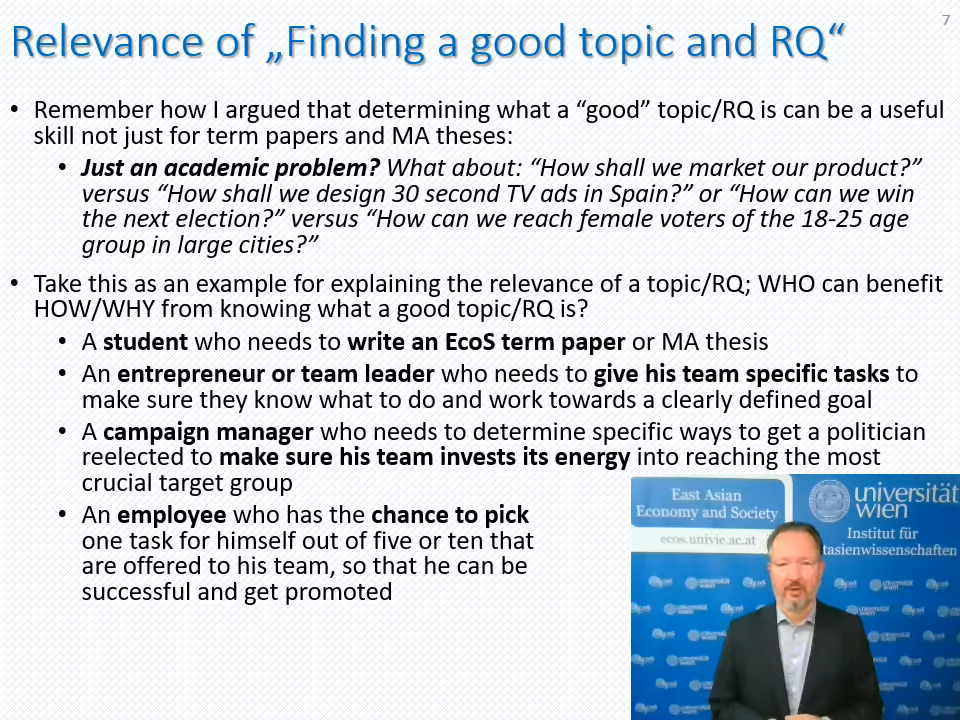 7
Relevance of „Finding a good topic and RQ“
• Remember how I argued that determining what a “good” topic/RQ is can be a useful
skill not just for term papers and MA theses:
• Just an academic problem? What about: “How shall we market our product?”
versus “How shall we design 30 second TV ads in Spain?” or “How can we win
the next election?” versus “How can we reach female voters of the 18-25 age
group in large cities?”
• Take this as an example for explaining the relevance of a topic/RQ; WHO can benefit
HOW/WHY from knowing what a good topic/RQ is?
• A student who needs to write an EcoS term paper or MA thesis
• An entrepreneur or team leader who needs to give his team specific tasks to
make sure they know what to do and work towards a clearly defined goal
• A campaign manager who needs to determine specific ways to get a politician
reelected to make sure his team invests its energy into reaching the most
crucial target group
• An employee who has the chance to pick
one task for himself out of five or ten that
are offered to his team, so that he can be
successful and get promoted
East Asian
Economy and Society
ecos.univie.ac.at
universität
wien
Institut für
tasienwissenschaften